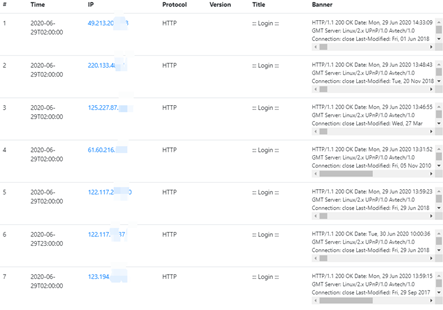 # Time IP Protocol Version Title Banner
1 2020-06-29T02:00:00 49.213.20 HTTP ::: Login ::: HTTP/1.1 200 OK Date: Mon, 29 Jun 2020 14:33:09
GMT Server: Linux/2.x UPnP/1.0 Avtech/1.0
Connection: close Last-Modified: Fri, 01 Jun 2018
2 2020-06-29T02:00:00 220.133.4 HTTP ::: Login ::: HTTP/1.1 200 OK Date: Mon, 29 Jun 2020 13:48:43
GMT Server: Linux/2.x UPnP/1.0 Avtech/1.0
Connection: close Last-Modified: Tue, 20 Nov 2018
3 2020-06-29T02:00:00 125.227.87. HTTP ::: Login ::: HTTP/1.1 200 OK Date: Mon, 29 Jun 2020 13:46:55
GMT Server: Linux/2.x UPnP/1.0 Avtech/1.0
Connection: close Last-Modified: Wed, 27 Mar
4 2020-06-29T02:00:00 61.60.216. HTTP ::: Login ::: HTTP/1.1 200 OK Date: Mon, 29 Jun 2020 13:31:52
GMT Server: Linux/2.x UPnP/1.0 Avtech/1.0
Connection: close Last-Modified: Fri, 05 Nov 2010
5 2020-06-29T02:00:00 122.117.2 0 HTTP ::: Login ::: HTTP/1.1 200 OK Date: Mon, 29 Jun 2020 13:59:23
GMT Server: Linux/2.x UPnP/1.0 Avtech/1.0
Connection: close Last-Modified: Fri, 29 Jun 2018
6 2020-06-29T23:00:00 122.117. 17 HTTP ::: Login ::: HTTP/1.1 200 OK Date: Tue, 30 Jun 2020 10:00:36
GMT Server: Linux/2.x UPnP/1.0 Avtech/1.0
Connection: close Last-Modified: Fri, 29 Jun 2018
7 2020-06-29T02:00:00 123.194. HTTP ::: Login ::: HTTP/1.1 200 OK Date: Mon, 29 Jun 2020 13:59:15
GMT Server: Linux/2.x UPnP/1.0 Avtech/1.0
Connection: close Last-Modified: Fri, 29 Sep 2017